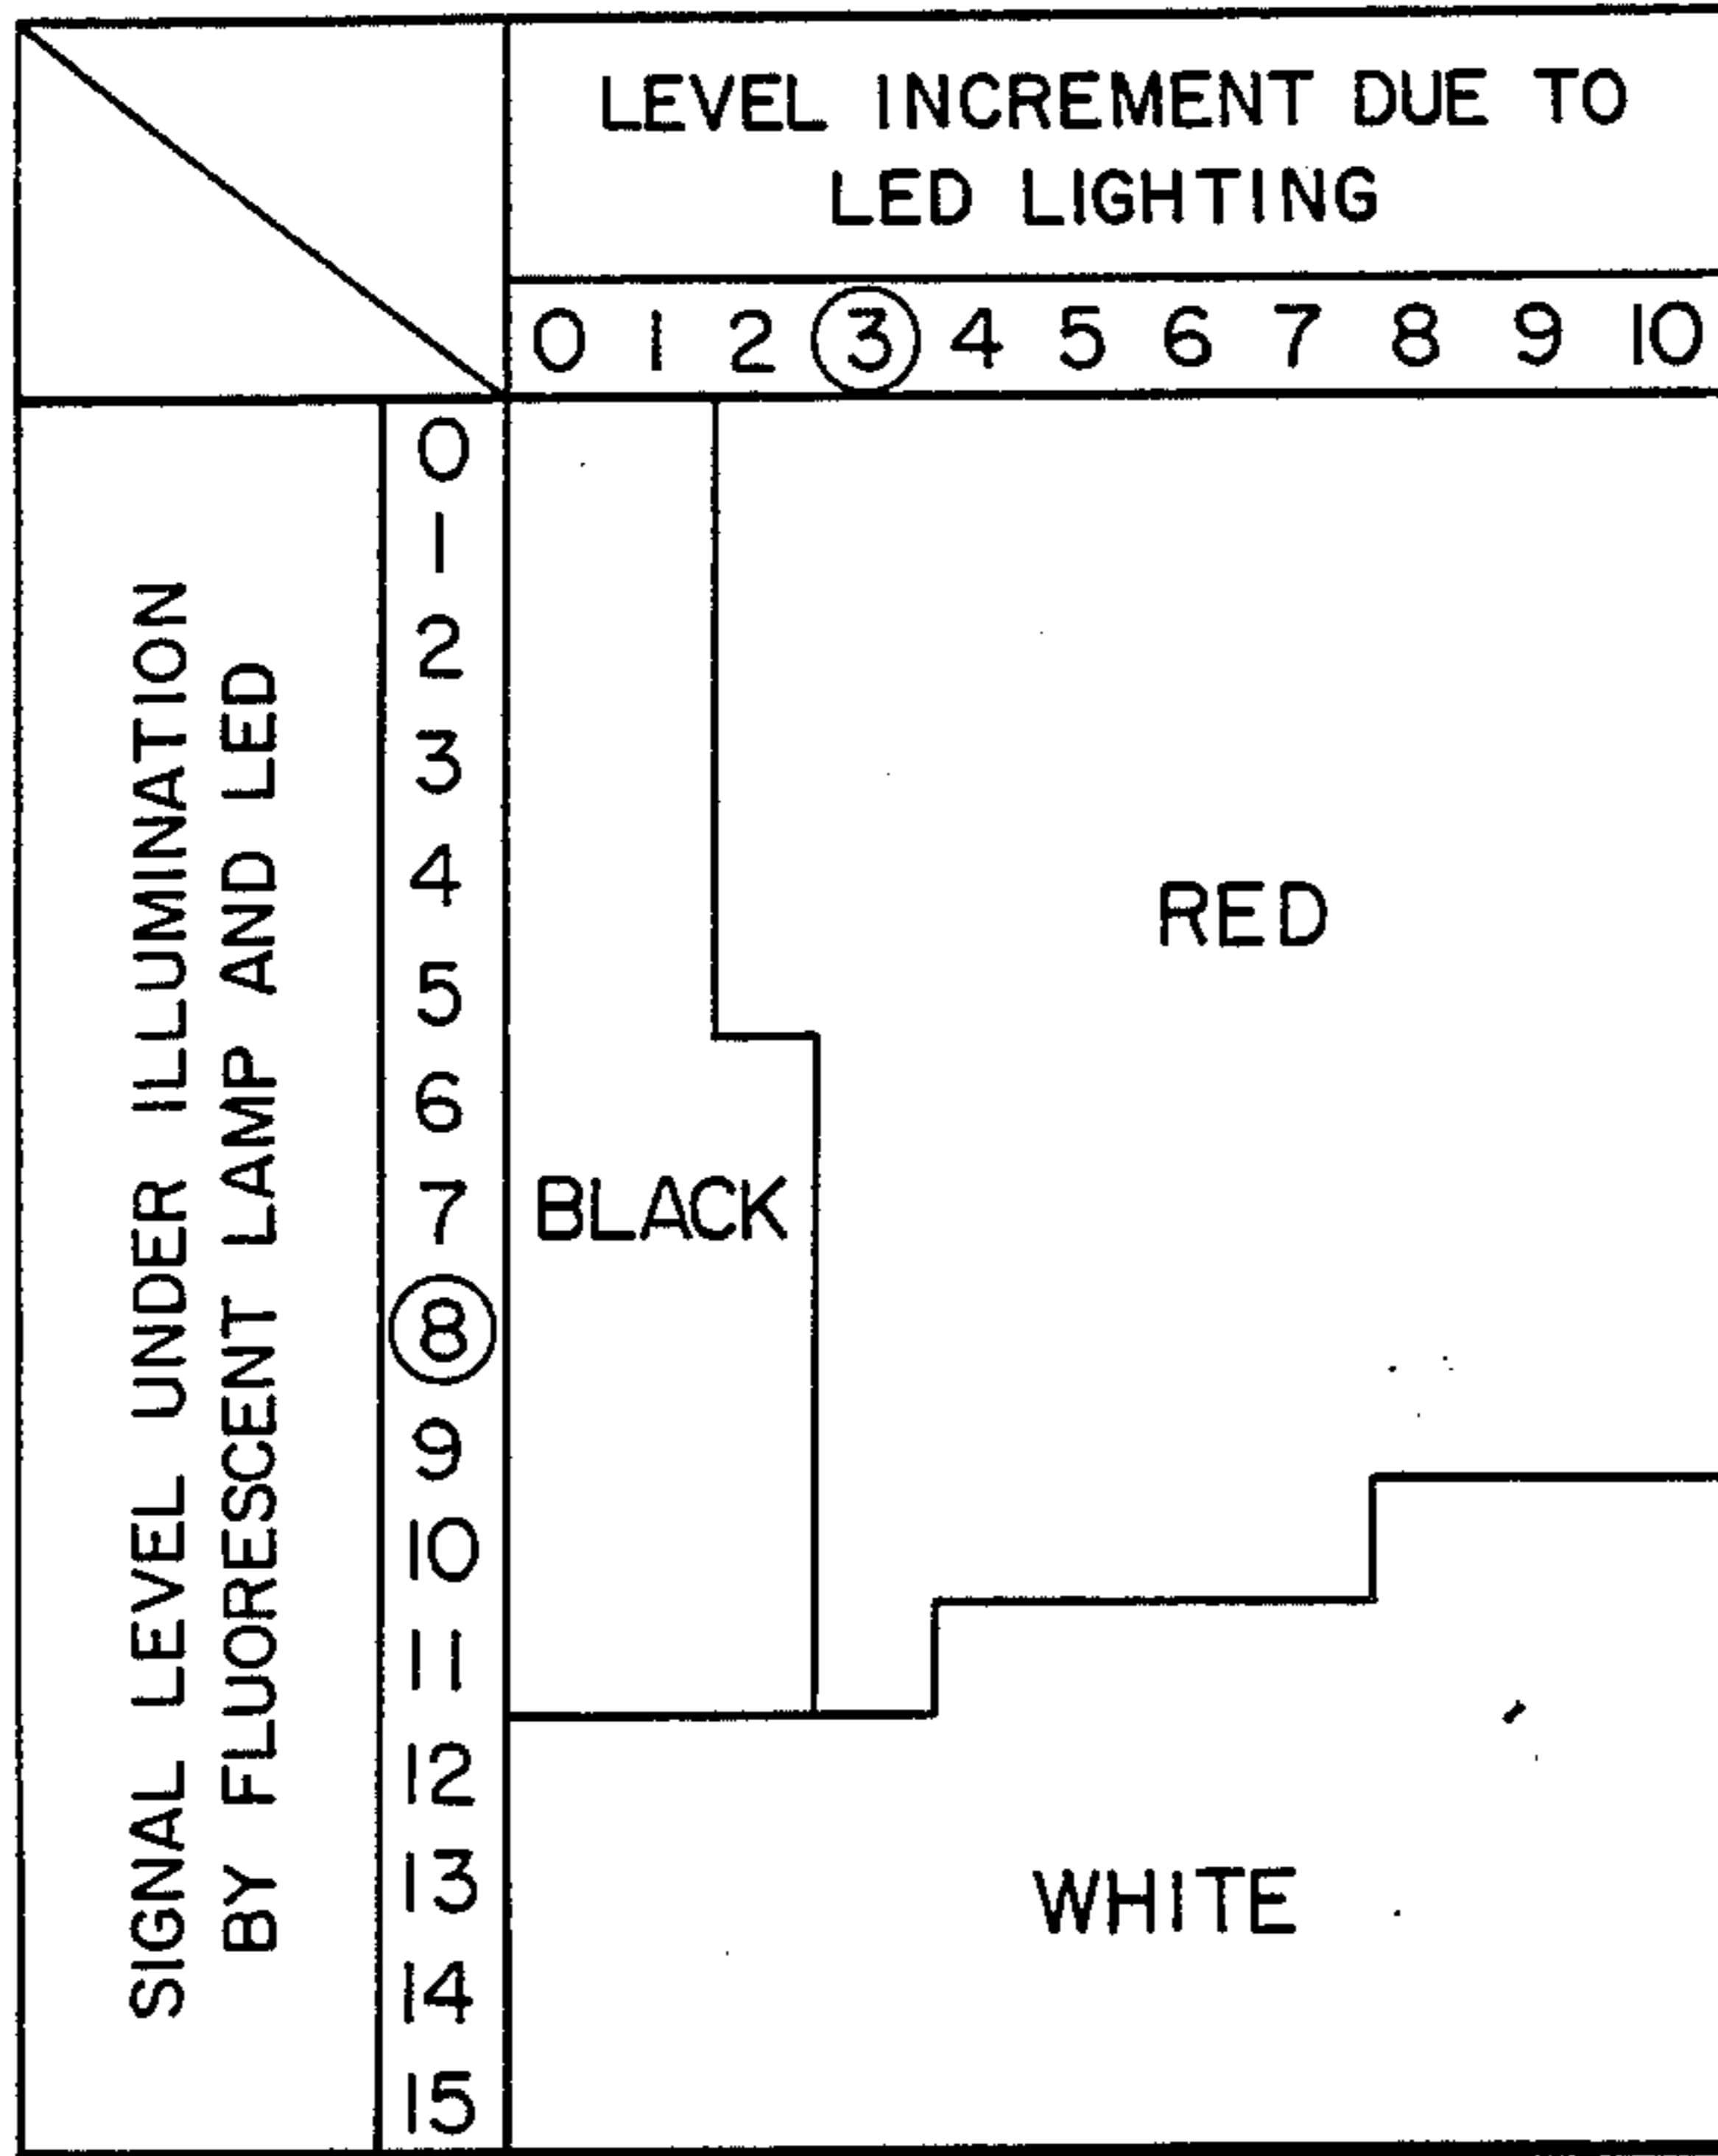 LEVEL INCREMENT DUE TO
LED LIGHTING
0 1 2 3 4 5 6 7 8 9 10
SIGNAL LEVEL UNDER ILLUMINATION
BY FLUORESCENT LAMP AND LED
0
1
2
3
4
5
6
7
8
9
10
11
12
13
14
15
RED
BLACK
WHITE